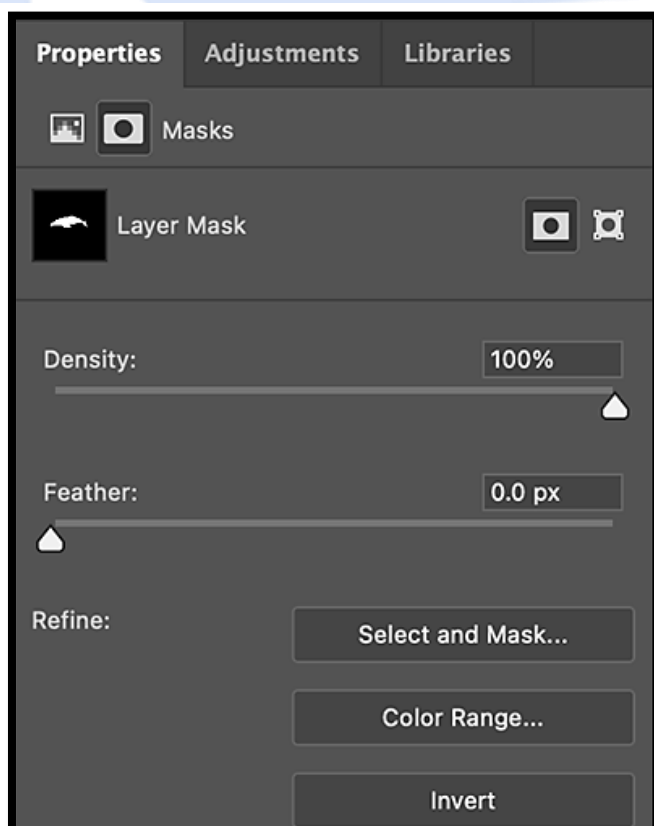 Properties Adjustments Libraries
Masks
Layer Mask
Density: 100%
Feather: 0.0 px
Refine: Select and Mask...
Color Range...
Invert